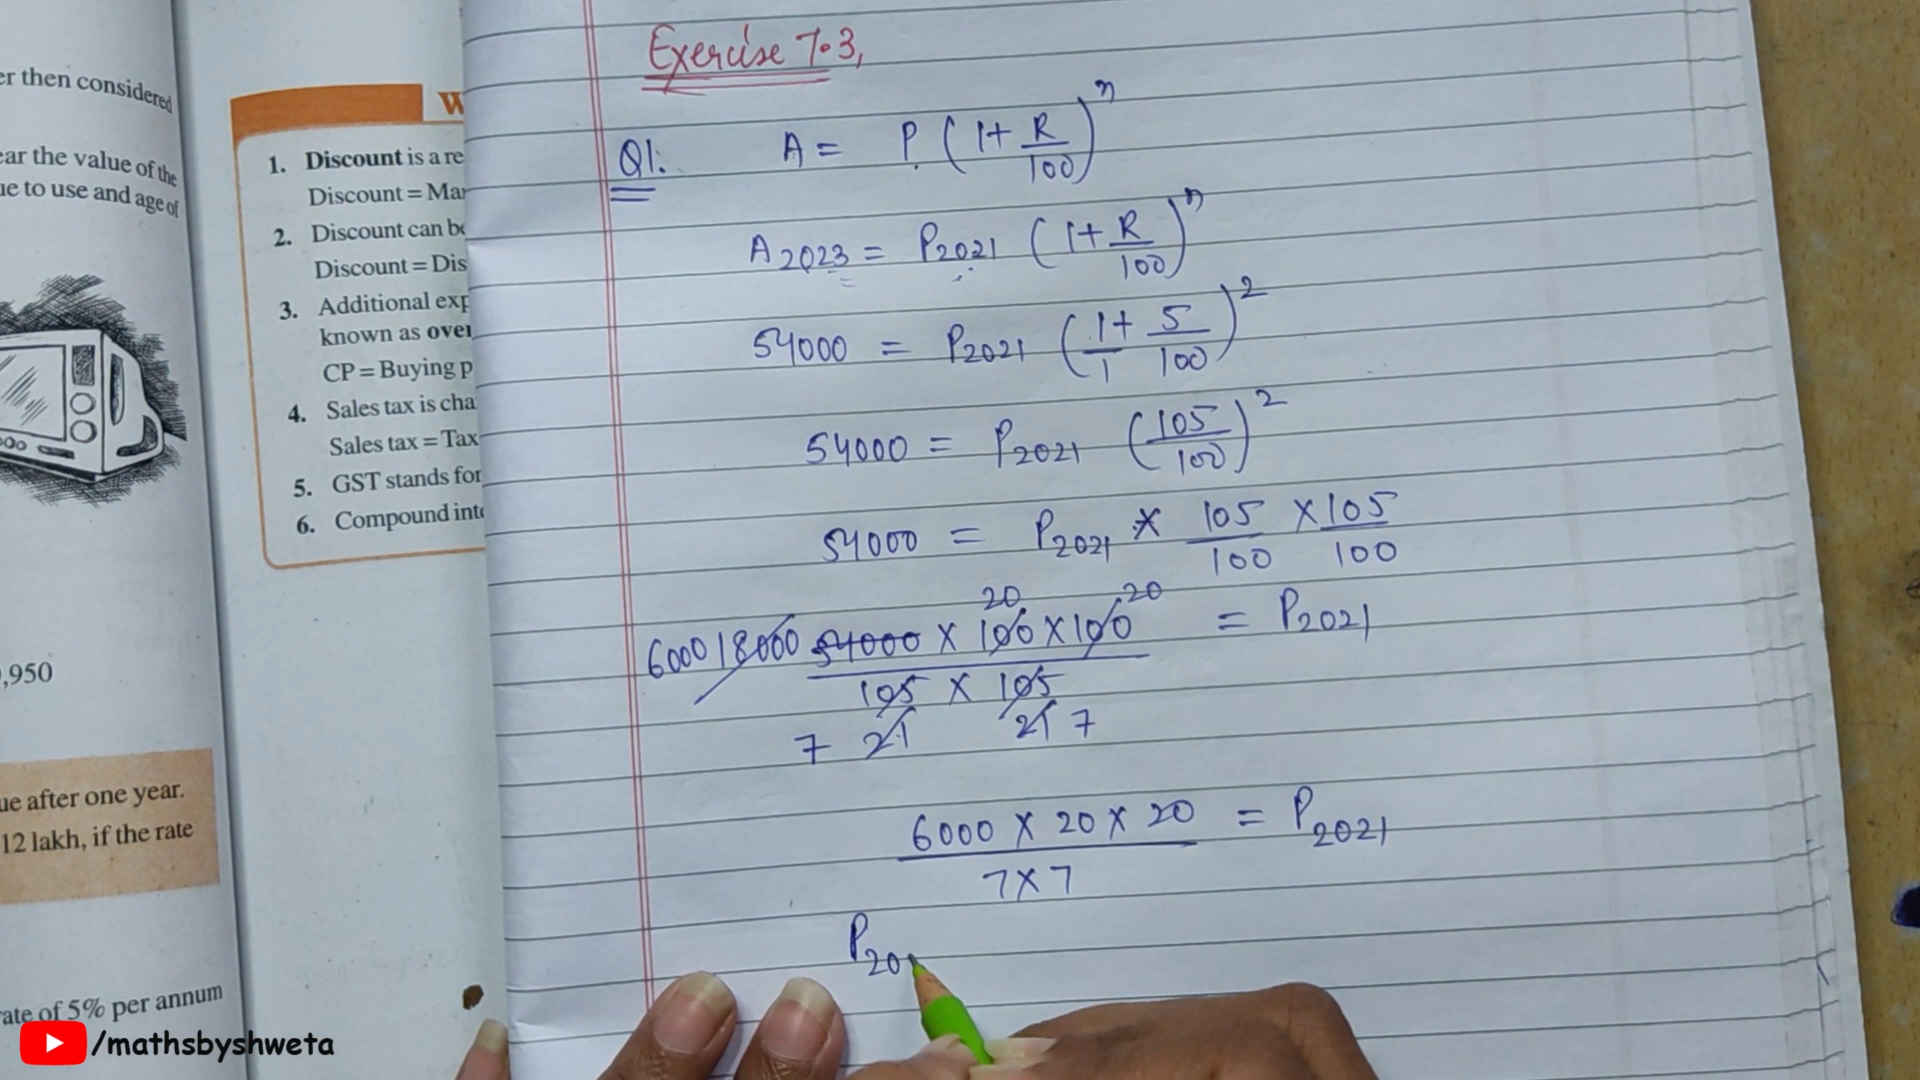 er then considered
ear the value of the
ue to use and age of
,950
ue after one year.
12 lakh, if the rate
rate of 5% per annum
W
1. Discount is a re
Discount = Mar
2. Discount can be
Discount = Dis
3. Additional exp
known as over
CP = Buying p
4. Sales tax is cha
Sales tax = Tax
5. GST stands for
6. Compound inte
Exercise 7.3,
Q1. A = P (1 + R/100)^n
A2023 = P2021 (1 + R/100)^n
54000 = P2021 (1/1 + 5/100)^2
54000 = P2021 (105/100)^2
54000 = P2021 × 105/100 × 105/100
20 20
6000 18000 54000 × 100 × 100 = P2021
105 × 105
7 21 21 7
6000 × 20 × 20 = P2021
7 × 7
P20
/mathsbyshweta